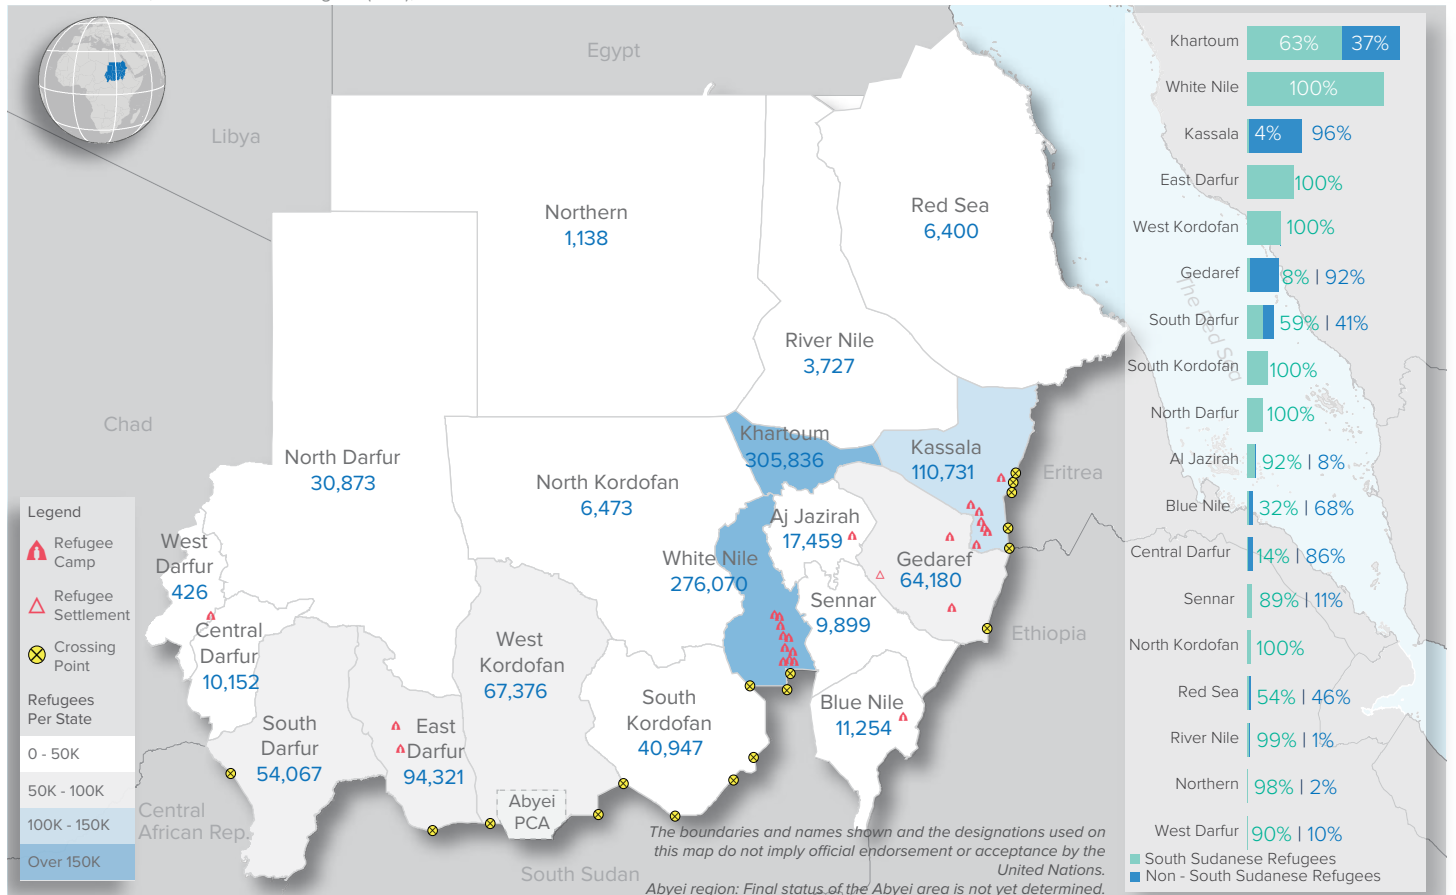 Egypt
Libya
Chad
Northern
1,138
Red Sea
6,400
River Nile
3,727
North Darfur
30,873
North Kordofan
6,473
Khartoum
305,836
Kassala
110,731
Eritrea
Aj Jazirah
17,459
White Nile
276,070
Gedaref
64,180
Sennar
9,899
Ethiopia
West
Darfur
426
Central
Darfur
10,152
West
Kordofan
67,376
South
Kordofan
40,947
Blue Nile
11,254
South
Darfur
54,067
East
Darfur
94,321
Abyei
PCA
Central
African Rep.
South Sudan
The Red Sea
Legend
Refugee
Camp
Refugee
Settlement
Crossing
Point
Refugees
Per State
0 - 50K
50K - 100K
100K - 150K
Over 150K
The boundaries and names shown and the designations used on
this map do not imply official endorsement or acceptance by the
United Nations.
Abyei region: Final status of the Abyei area is not yet determined.
Khartoum 63% 37%
White Nile 100%
Kassala 4% 96%
East Darfur 100%
West Kordofan 100%
Gedaref 8% | 92%
South Darfur 59% | 41%
South Kordofan 100%
North Darfur 100%
Al Jazirah 92% | 8%
Blue Nile 32% | 68%
Central Darfur 14% | 86%
Sennar 89% | 11%
North Kordofan 100%
Red Sea 54% | 46%
River Nile 99% | 1%
Northern 98% | 2%
West Darfur 90% | 10%
South Sudanese Refugees
Non - South Sudanese Refugees